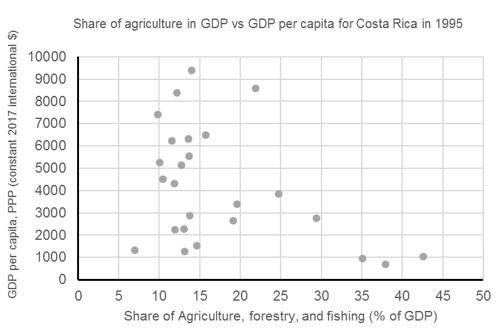 Share of agriculture in GDP vs GDP per capita for Costa Rica in 1995
GDP per capita, PPP (constant 2017 international $)
10000
9000
8000
7000
6000
5000
4000
3000
2000
1000
0
0 5 10 15 20 25 30 35 40 45 50
Share of Agriculture, forestry, and fishing (% of GDP)